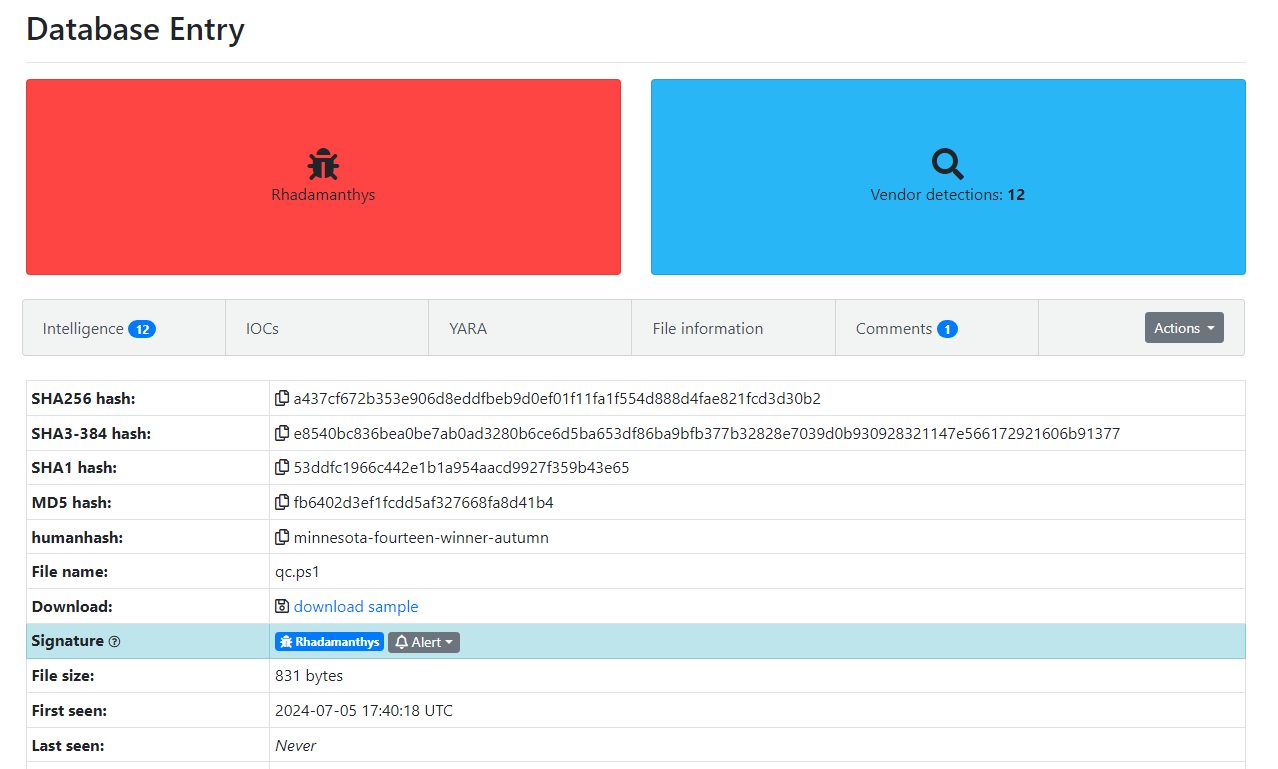 Database Entry
Rhadamanthys
Vendor detections: 12
Intelligence 12 IOCs YARA File information Comments 1 Actions
SHA256 hash: a437cf672b353e906d8eddfbeb9d0ef01f11fa1f554d888d4fae821fcd3d30b2
SHA3-384 hash: e8540bc836bea0be7ab0ad3280b6ce6d5ba653df86ba9bfb377b32828e7039d0b930928321147e566172921606b91377
SHA1 hash: 53ddfc1966c442e1b1a954aacd9927f359b43e65
MD5 hash: fb6402d3ef1fcdd5af327668fa8d41b4
humanhash: minnesota-fourteen-winner-autumn
File name: qc.ps1
Download: download sample
Signature ? Rhadamanthys Alert
File size: 831 bytes
First seen: 2024-07-05 17:40:18 UTC
Last seen: Never